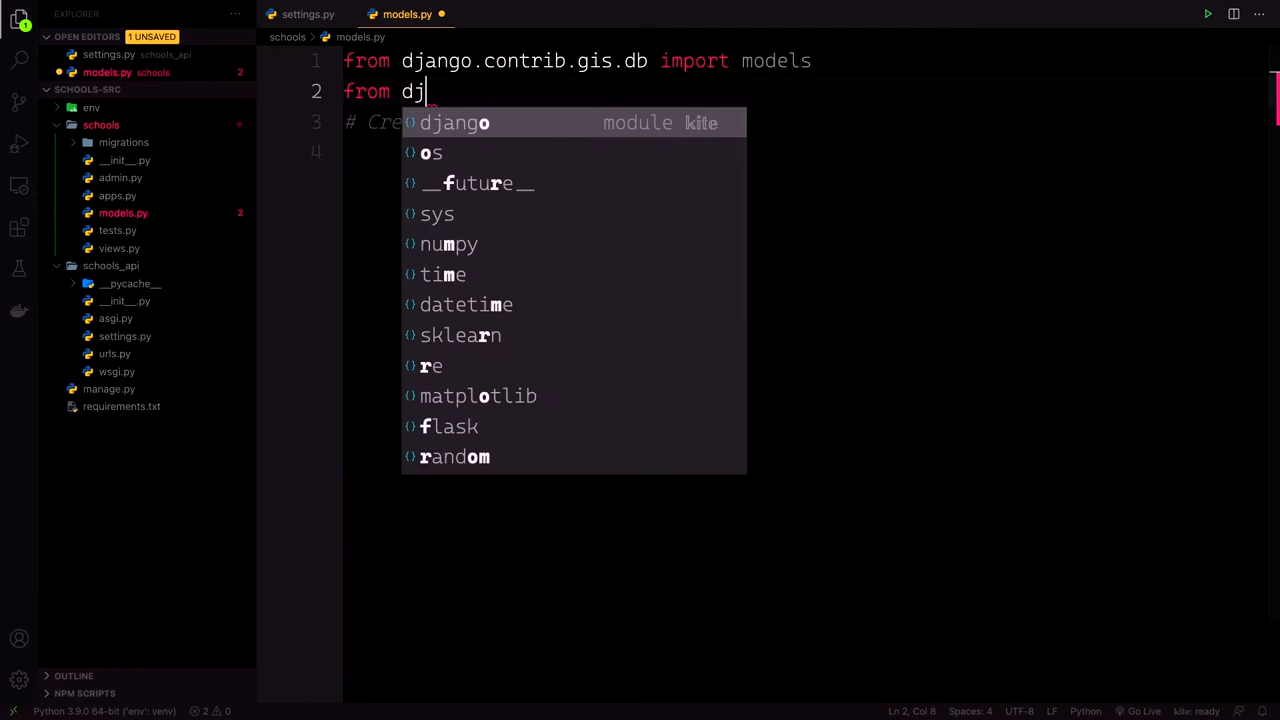 EXPLORER
···
settings.py
models.py
···
OPEN EDITORS 1 UNSAVED
settings.py schools_api
models.py schools 2
SCHOOLS-SRC
env
schools
migrations
__init__.py
admin.py
apps.py
models.py 2
tests.py
views.py
schools_api
__pycache__
__init__.py
asgi.py
settings.py
urls.py
wsgi.py
manage.py
requirements.txt
OUTLINE
NPM SCRIPTS
1
schools > models.py
1 from django.contrib.gis.db import models
2 from dj
3 # Cre
4
django module kite
os
__future__
sys
numpy
time
datetime
sklearn
re
matplotlib
flask
random
Python 3.9.0 64-bit ('env': venv) 2 0 Ln 2, Col 8 Spaces: 4 UTF-8 LF Python Go Live kite: ready